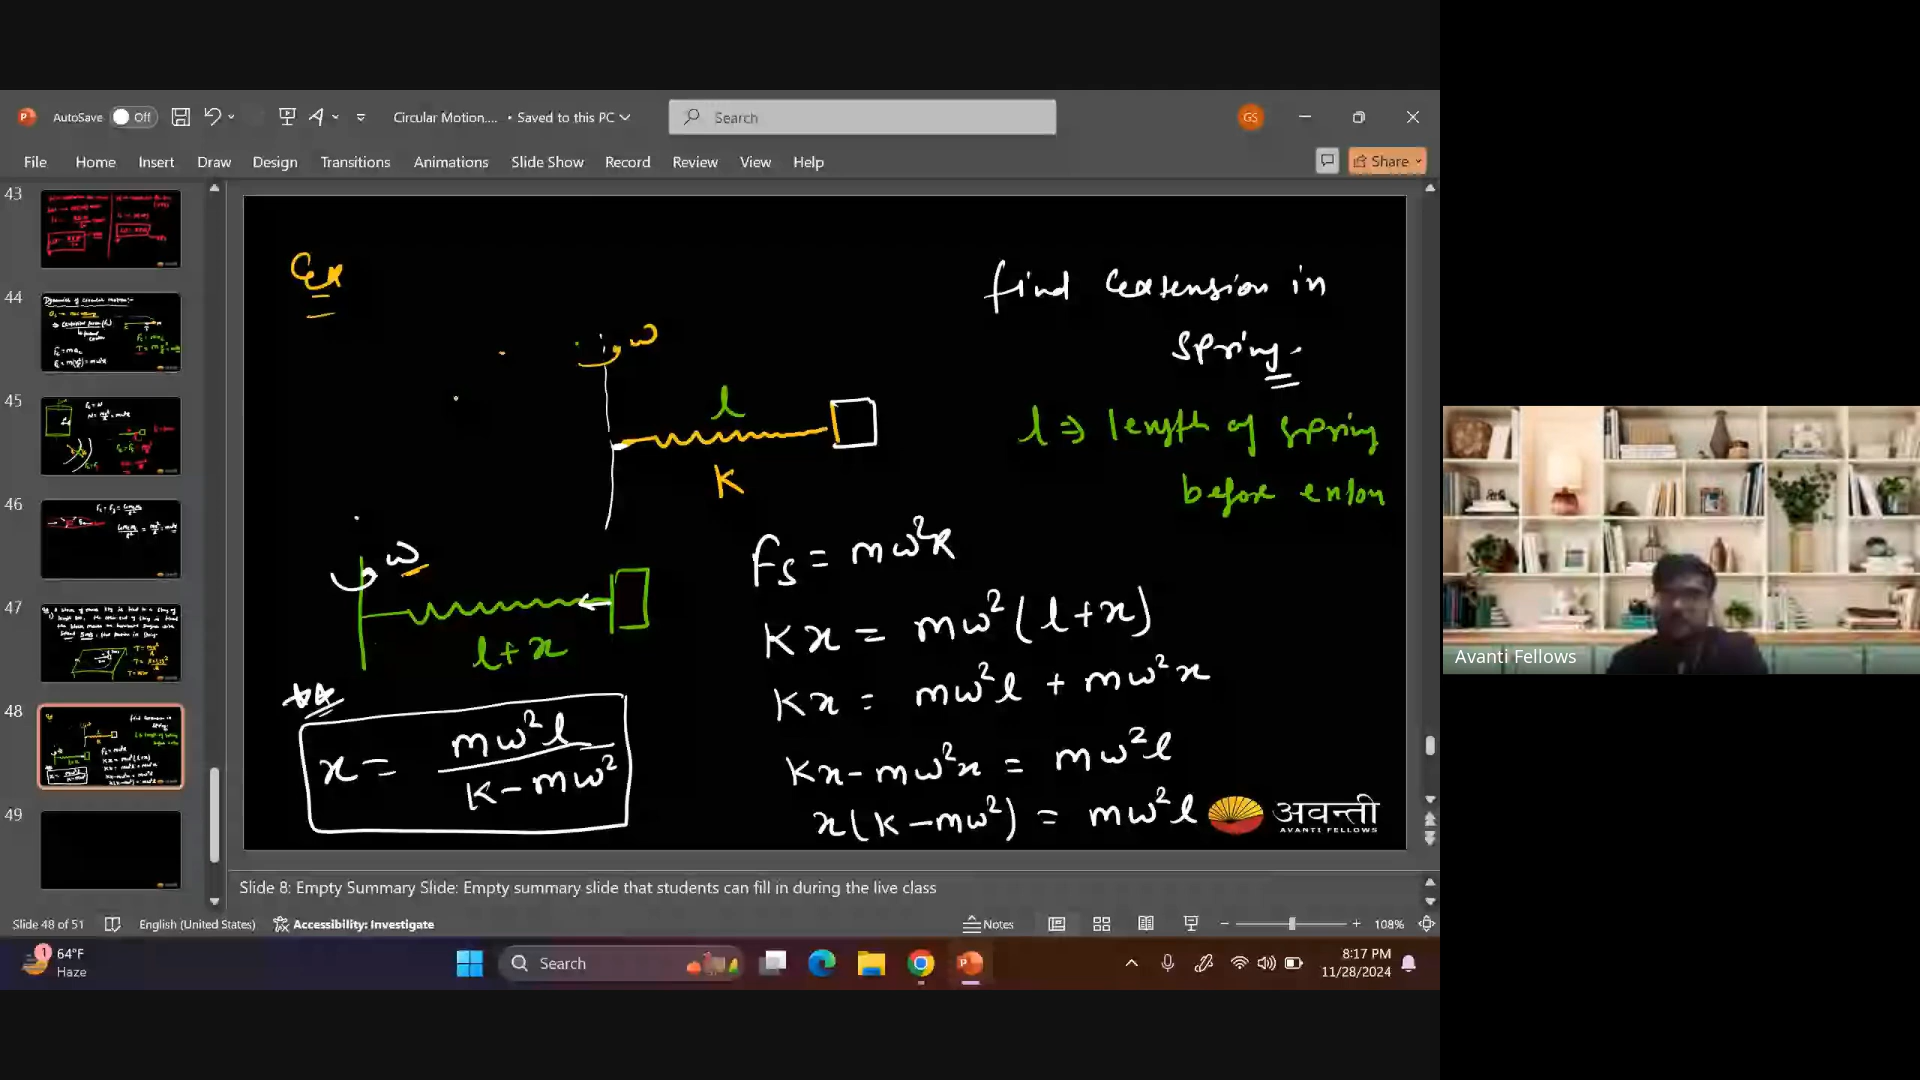 AutoSave Off Circular Motion.... • Saved to this PC Search GS
File Home Insert Draw Design Transitions Animations Slide Show Record Review View Help Share
43
44
45
46
47
48
49
Ex
find extension in
spring.
ω
l
K
l ⇒ length of spring
before exten
ω
l+x
Fs = mω²R
Kx = mω²(l+x)
Kx = mω²l + mω²x
Kx - mω²x = mω²l
x(K-mω²) = mω²l
x = mω²l / K-mω²
अवन्ती
AVANTI FELLOWS
Avanti Fellows
Slide 8: Empty Summary Slide: Empty summary slide that students can fill in during the live class
Slide 48 of 51 English (United States) Accessibility: Investigate Notes 108%
1
64°F
Haze
Search
8:17 PM
11/28/2024